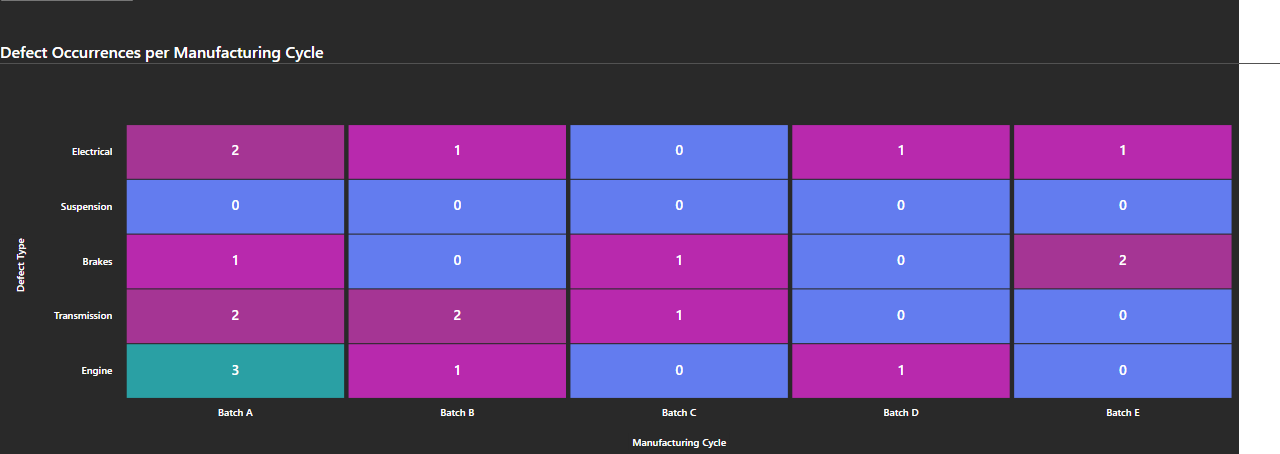 Defect Occurrences per Manufacturing Cycle
Defect Type
Electrical 2 1 0 1 1
Suspension 0 0 0 0 0
Brakes 1 0 1 0 2
Transmission 2 2 1 0 0
Engine 3 1 0 1 0
Batch A Batch B Batch C Batch D Batch E
Manufacturing Cycle